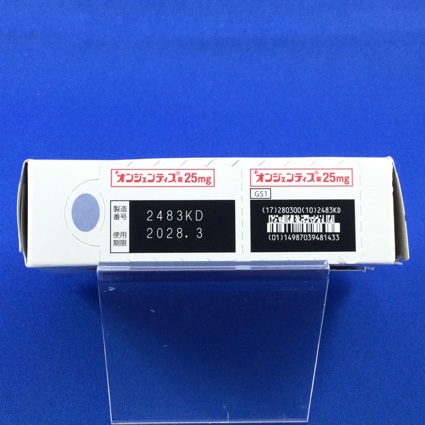 オンジェンティス錠25mg
製造番号 2483KD
使用期限 2028.3
オンジェンティス錠25mg
GS1
(17)280300(10)2483KD
(01)14987039481433